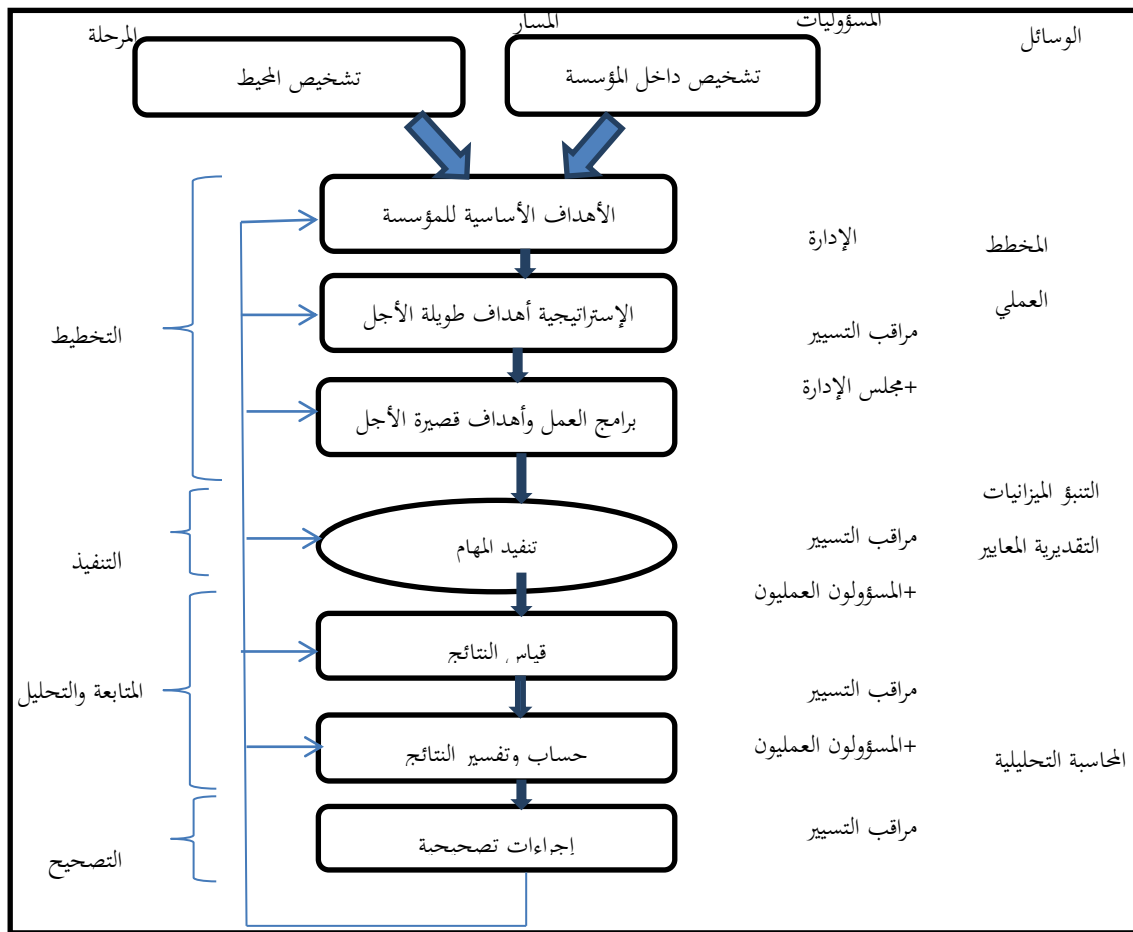 الوسائل
المسؤوليات
المسار
المرحلة
تشخيص داخل المؤسسة
تشخيص المحيط
الأهداف الأساسية للمؤسسة
الإدارة
المخطط
العملي
الإستراتيجية أهداف طويلة الأجل
التخطيط
مراقب التسيير
+مجلس الإدارة
برامج العمل وأهداف قصيرة الأجل
التنبؤ الميزانيات
التقديرية المعايير
مراقب التسيير
تنفيد المهام
التنفيذ
+المسؤولون العمليون
قياس النتائج
مراقب التسيير
المتابعة والتحليل
+المسؤولون العمليون
المحاسبة التحليلية
حساب وتفسير النتائج
مراقب التسيير
إجراءات تصحيحية
التصحيح